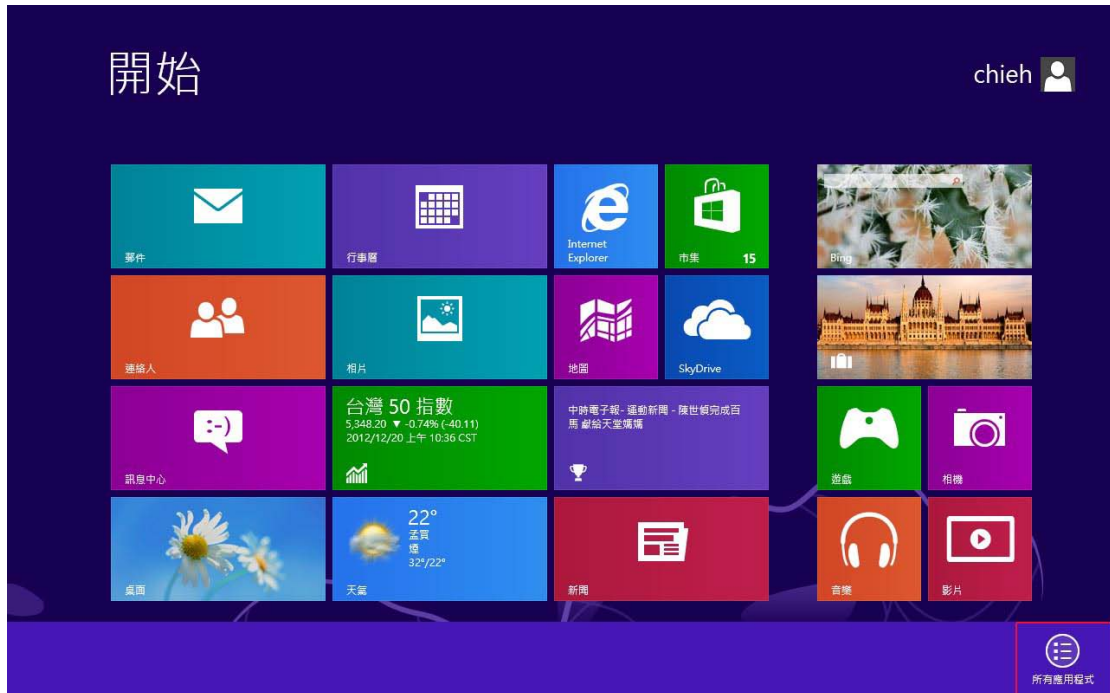 開始
chieh
郵件
行事曆
Internet
Explorer
市集
15
Bing
連絡人
相片
地圖
SkyDrive
訊息中心
台灣 50 指數
5,348.20 ▼ -0.74% (-40.11)
2012/12/20 上午 10:36 CST
中時電子報- 運動新聞 - 陳世媜完成百
馬 獻給天堂媽媽
遊戲
相機
桌面
22°
孟買
煙
32°/22°
天氣
新聞
音樂
影片
所有應用程式